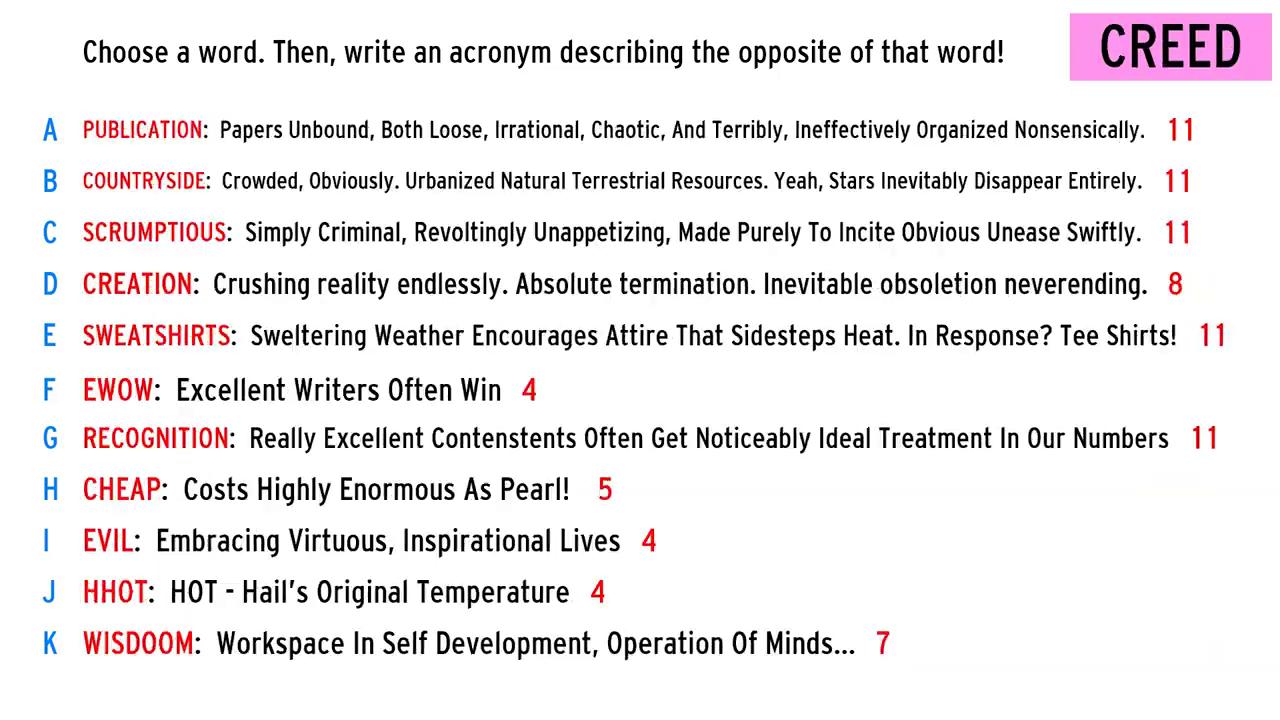 Choose a word. Then, write an acronym describing the opposite of that word!
CREED
A PUBLICATION: Papers Unbound, Both Loose, Irrational, Chaotic, And Terribly, Ineffectively Organized Nonsensically. 11
B COUNTRYSIDE: Crowded, Obviously. Urbanized Natural Terrestrial Resources. Yeah, Stars Inevitably Disappear Entirely. 11
C SCRUMPTIOUS: Simply Criminal, Revoltingly Unappetizing, Made Purely To Incite Obvious Unease Swiftly. 11
D CREATION: Crushing reality endlessly. Absolute termination. Inevitable obsoletion neverending. 8
E SWEATSHIRTS: Sweltering Weather Encourages Attire That Sidesteps Heat. In Response? Tee Shirts! 11
F EWOW: Excellent Writers Often Win 4
G RECOGNITION: Really Excellent Contenstents Often Get Noticeably Ideal Treatment In Our Numbers 11
H CHEAP: Costs Highly Enormous As Pearl! 5
I EVIL: Embracing Virtuous, Inspirational Lives 4
J HHOT: HOT - Hail's Original Temperature 4
K WISDOOM: Workspace In Self Development, Operation Of Minds... 7